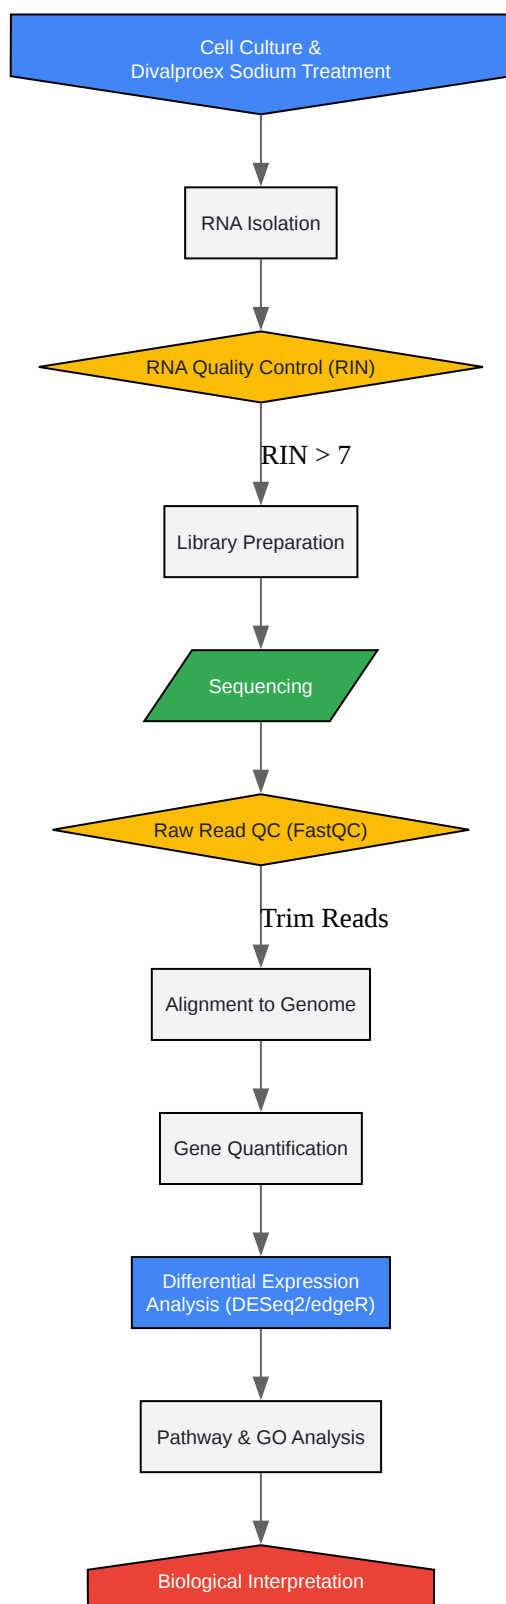 Cell Culture &
Divalproex Sodium Treatment
RNA Isolation
RNA Quality Control (RIN)
RIN > 7
Library Preparation
Sequencing
Raw Read QC (FastQC)
Trim Reads
Alignment to Genome
Gene Quantification
Differential Expression
Analysis (DESeq2/edgeR)
Pathway & GO Analysis
Biological Interpretation